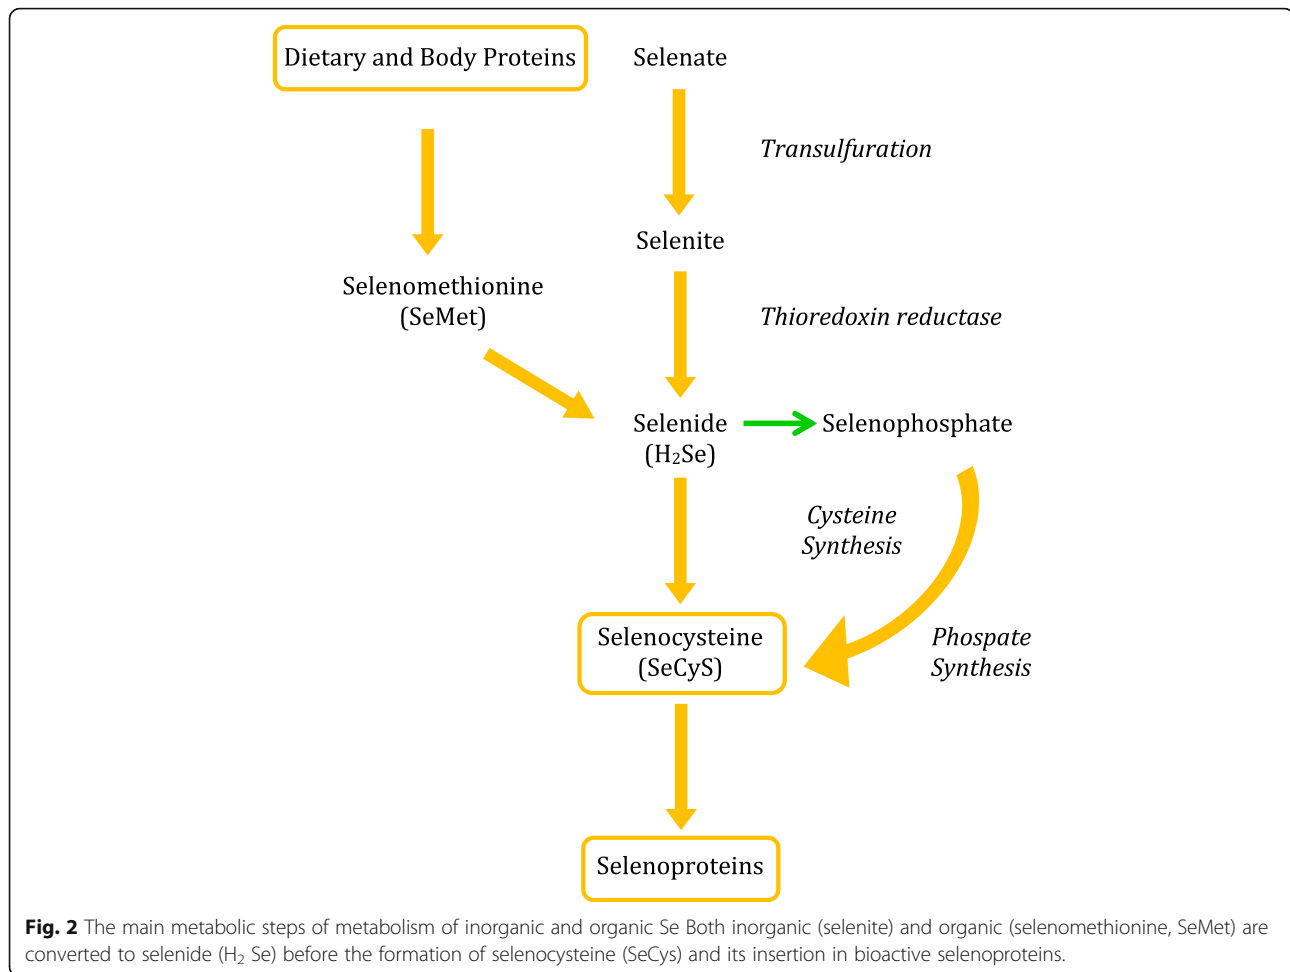 Dietary and Body Proteins
Selenate
Transulfuration
Selenite
Selenomethionine
(SeMet)
Thioredoxin reductase
Selenide
(H₂Se)
Selenophosphate
Cysteine
Synthesis
Selenocysteine
(SeCyS)
Phospate
Synthesis
Selenoproteins
Fig. 2 The main metabolic steps of metabolism of inorganic and organic Se Both inorganic (selenite) and organic (selenomethionine, SeMet) are
converted to selenide (H₂ Se) before the formation of selenocysteine (SeCys) and its insertion in bioactive selenoproteins.